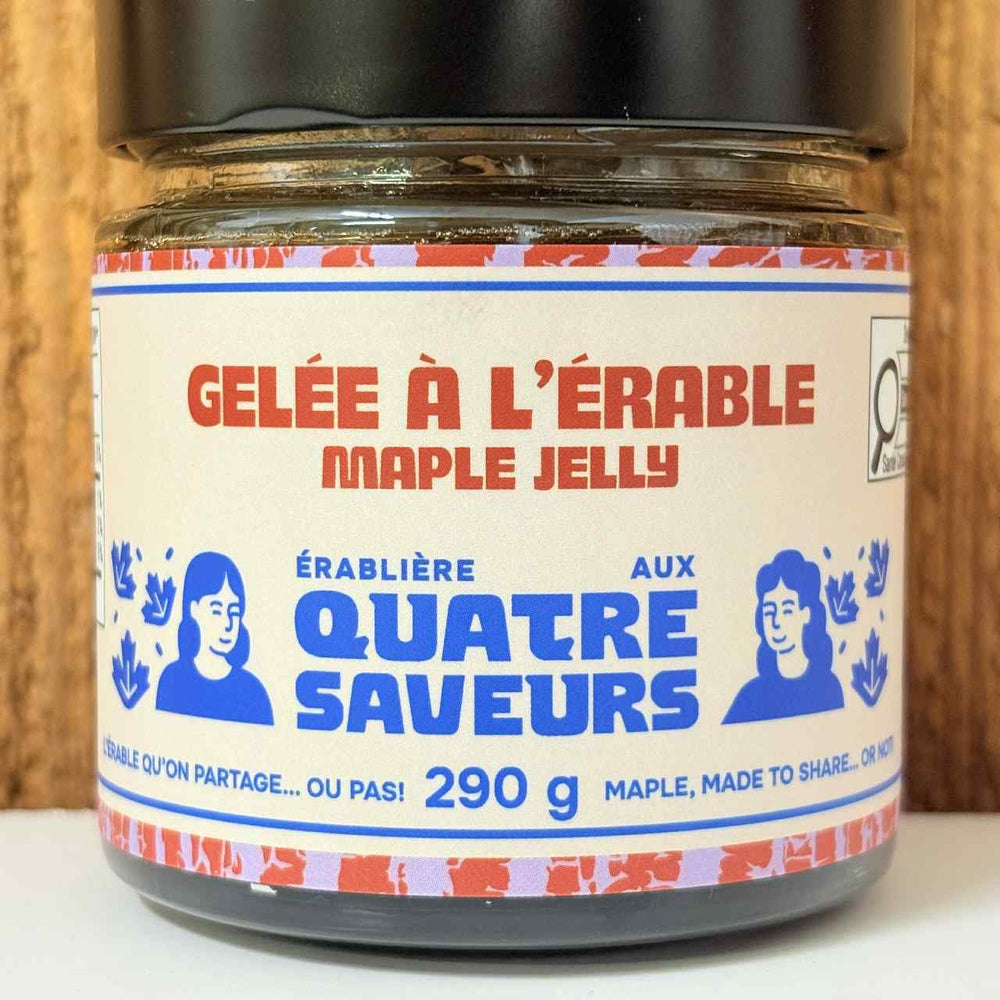 GELÉE À L'ÉRABLE
MAPLE JELLY
ÉRABLIÈRE AUX
QUATRE
SAVEURS
L'ÉRABLE QU'ON PARTAGE... OU PAS! 290 g MAPLE, MADE TO SHARE... OR NOT!
Santé